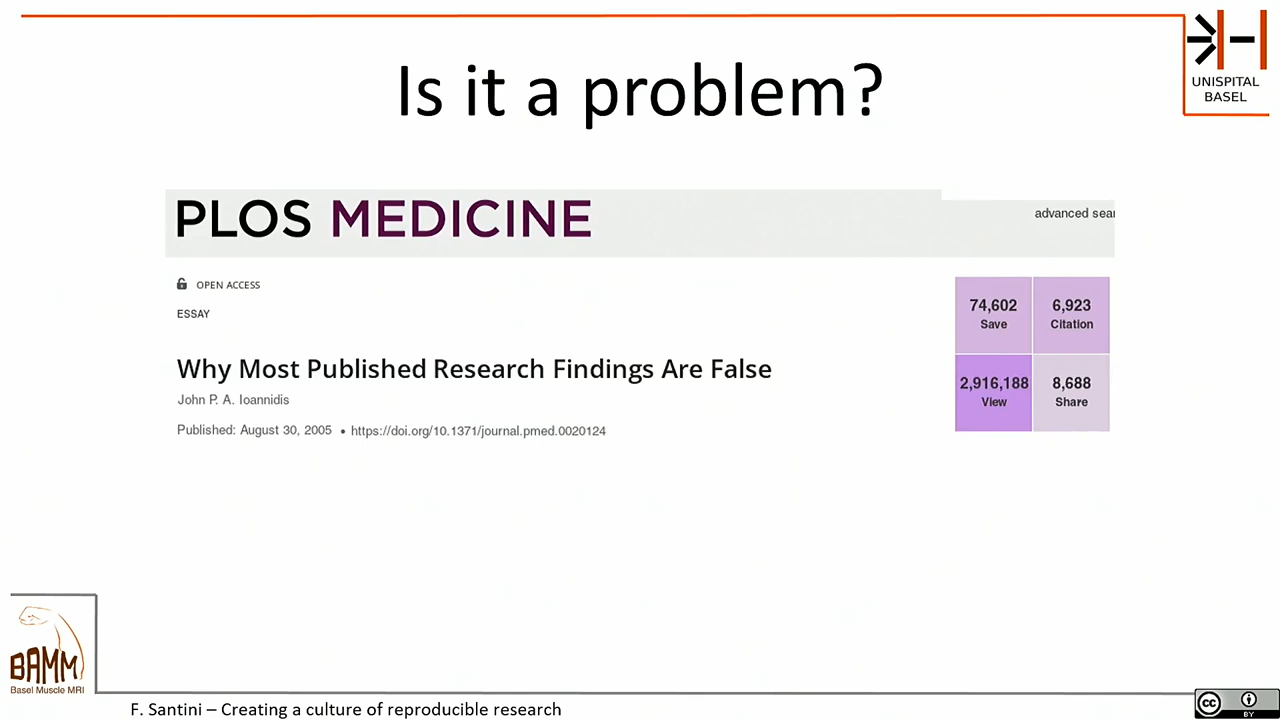 Is it a problem?
UNISPITAL
BASEL
PLOS MEDICINE
advanced sear
OPEN ACCESS
ESSAY
Why Most Published Research Findings Are False
John P. A. Ioannidis
Published: August 30, 2005 • https://doi.org/10.1371/journal.pmed.0020124
74,602
Save
6,923
Citation
2,916,188
View
8,688
Share
BAMM
Basel Muscle MRI
F. Santini – Creating a culture of reproducible research
cc
BY